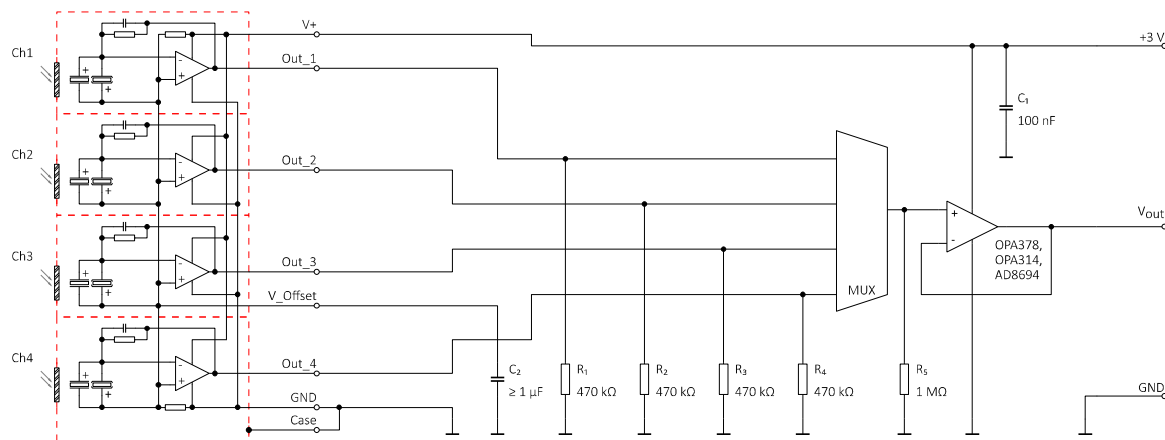 V+
+3 V
Ch1
Out_1
C₁
100 nF
Ch2
Out_2
Vout
OPA378,
OPA314,
AD8694
Ch3
Out_3
MUX
V_Offset
Ch4
Out_4
C₂
≥ 1 µF
R₁
470 kΩ
R₂
470 kΩ
R₃
470 kΩ
R₄
470 kΩ
R₅
1 MΩ
GND
GND
Case
+
+
-
+
+
+
-
+
+
+
-
+
+
+
-
+
+
-